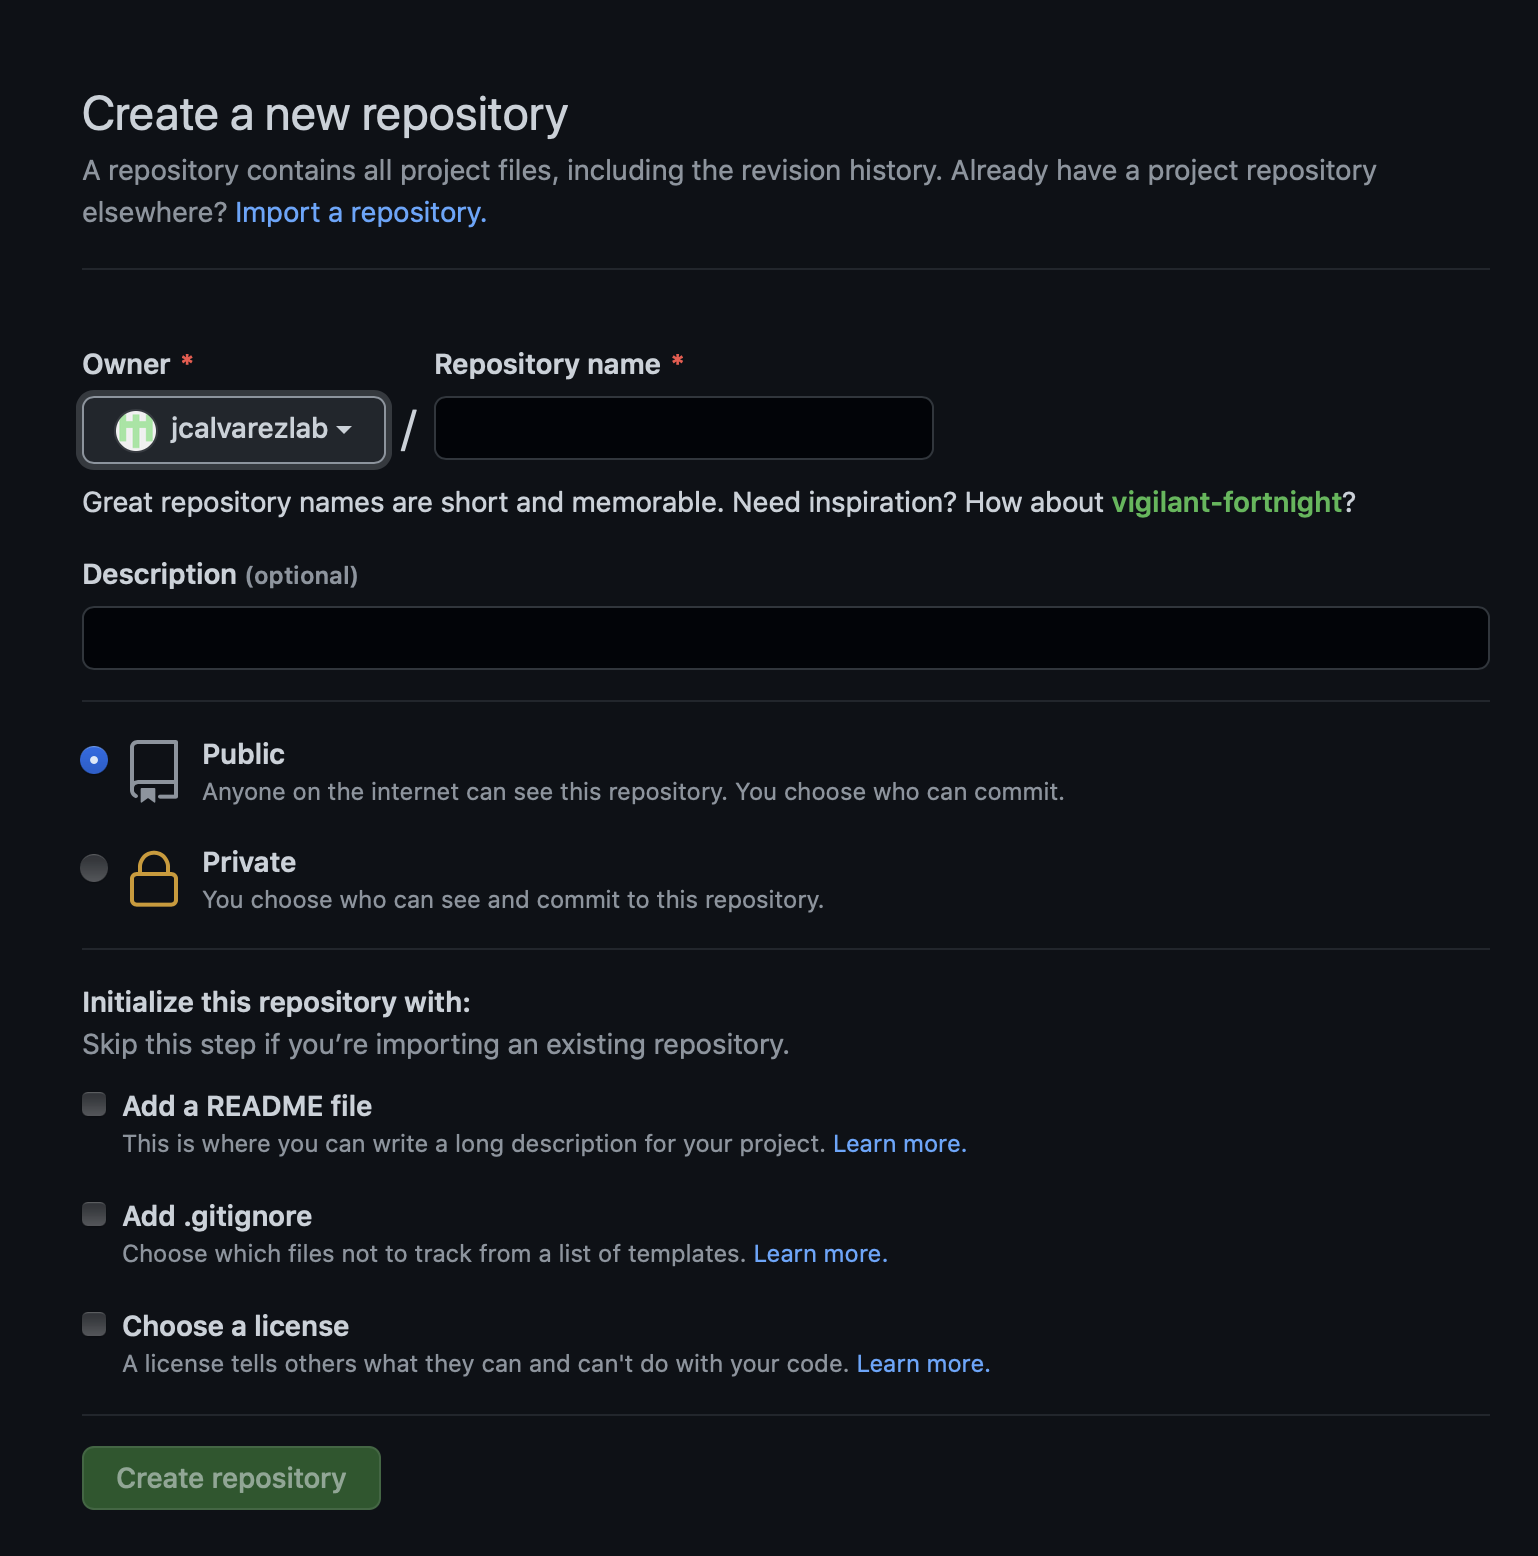 Create a new repository
A repository contains all project files, including the revision history. Already have a project repository
elsewhere? Import a repository.
Owner *
Repository name *
jcalvarezlab
/
Great repository names are short and memorable. Need inspiration? How about vigilant-fortnight?
Description (optional)
Public
Anyone on the internet can see this repository. You choose who can commit.
Private
You choose who can see and commit to this repository.
Initialize this repository with:
Skip this step if you’re importing an existing repository.
Add a README file
This is where you can write a long description for your project. Learn more.
Add .gitignore
Choose which files not to track from a list of templates. Learn more.
Choose a license
A license tells others what they can and can't do with your code. Learn more.
Create repository